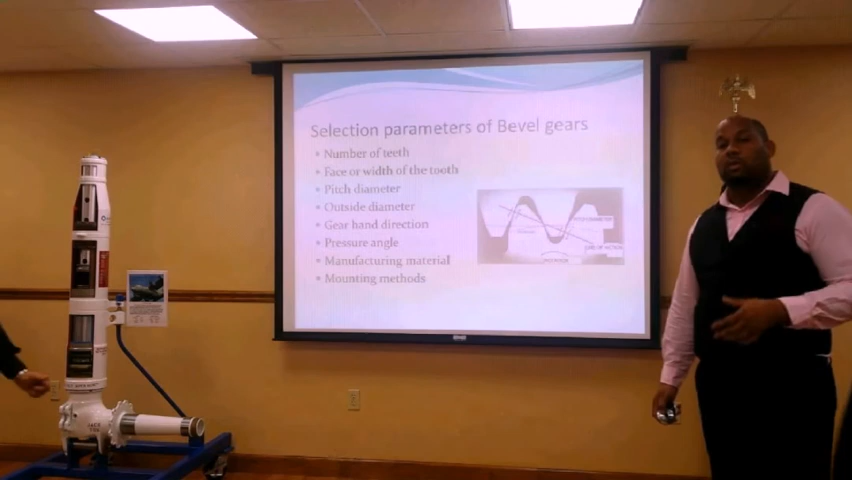 Selection parameters of Bevel gears
Number of teeth
Face or width of the tooth
Pitch diameter
Outside diameter
Gear hand direction
Pressure angle
Manufacturing material
Mounting methods